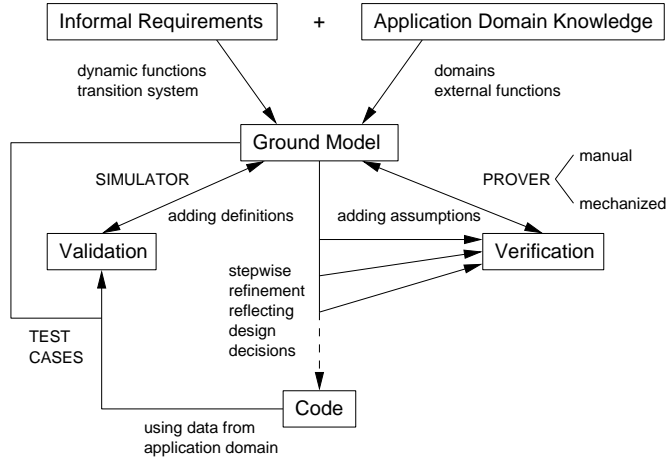 Informal Requirements + Application Domain Knowledge
dynamic functions
transition system
domains
external functions
Ground Model
SIMULATOR
PROVER
manual
mechanized
adding definitions
adding assumptions
Validation
Verification
stepwise
refinement
reflecting
design
decisions
TEST
CASES
Code
using data from
application domain